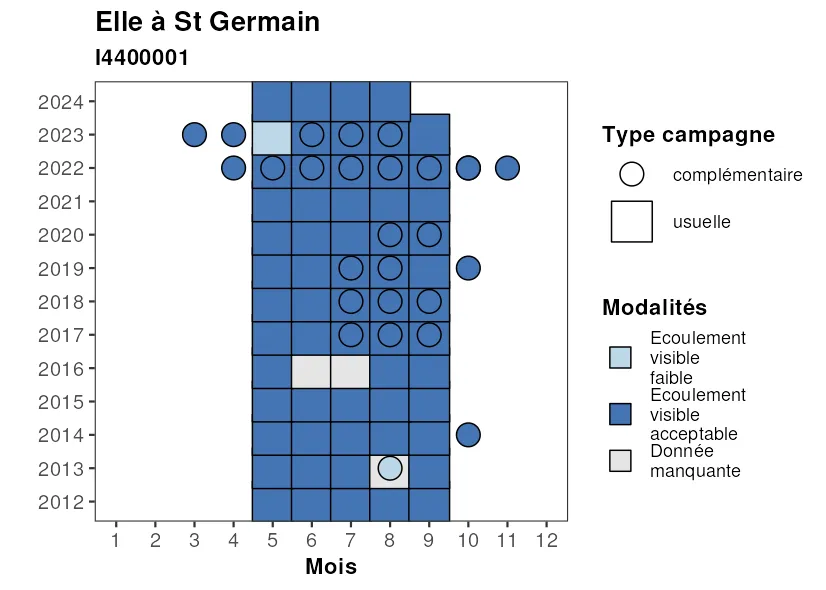 Elle à St Germain
I4400001
2024
2023
2022
2021
2020
2019
2018
2017
2016
2015
2014
2013
2012
1 2 3 4 5 6 7 8 9 10 11 12
Mois
Type campagne
complémentaire
usuelle
Modalités
Ecoulement
visible
faible
Ecoulement
visible
acceptable
Donnée
manquante